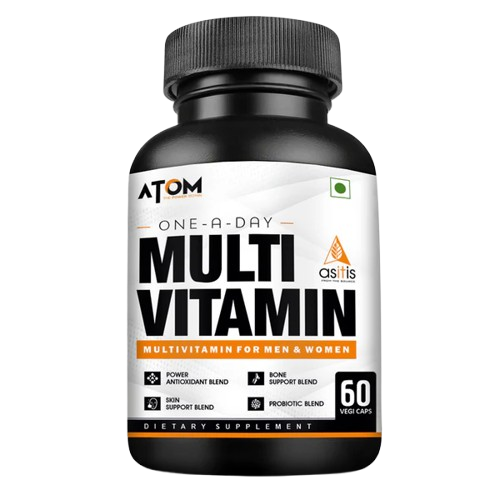 ATOM
ONE-A-DAY
MULTI
VITAMIN
asitis
MULTIVITAMIN FOR MEN & WOMEN
POWER
ANTIOXIDANT BLEND
BONE
SUPPORT BLEND
SKIN
SUPPORT BLEND
PROBIOTIC BLEND
60
VEGI CAPS
DIETARY SUPPLEMENT